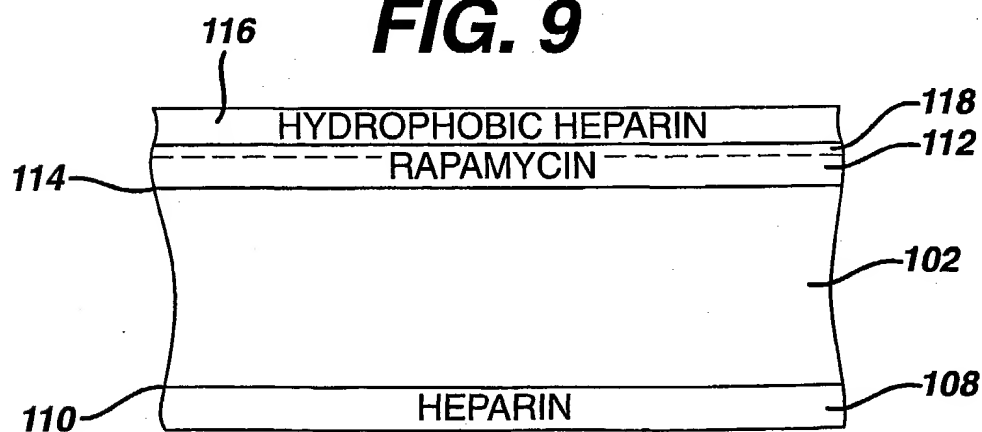 FIG. 9
116
HYDROPHOBIC HEPARIN
118
RAPAMYCIN
112
114
102
110
HEPARIN
108